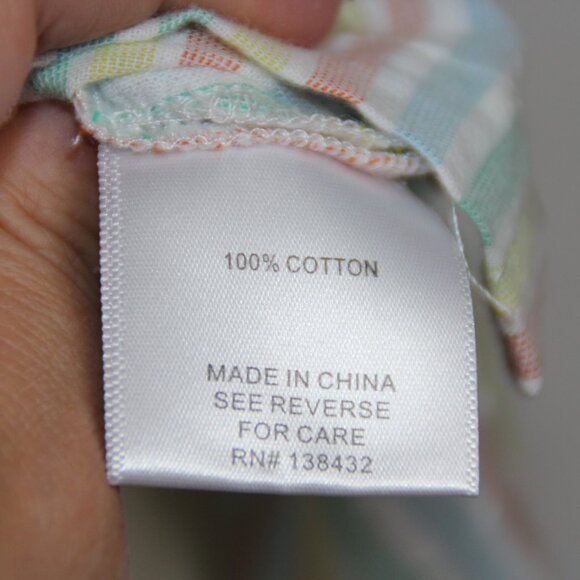 100% COTTON
MADE IN CHINA
SEE REVERSE
FOR CARE
RN# 138432